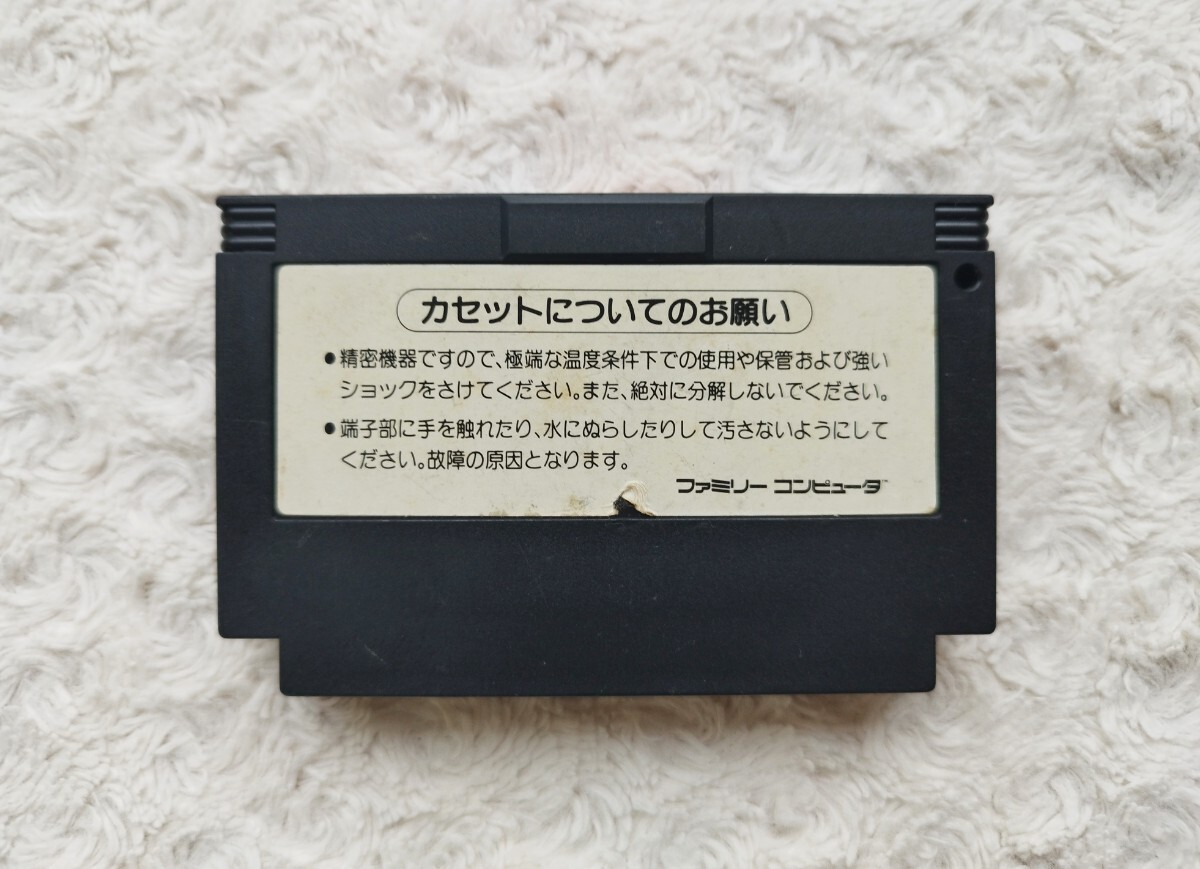 カセットについてのお願い
●精密機器ですので、極端な温度条件下での使用や保管および強い
ショックをさけてください。また、絶対に分解しないでください。
●端子部に手を触れたり、水にぬらしたりして汚さないようにして
ください。故障の原因となります。
ファミリー コンピュータ™